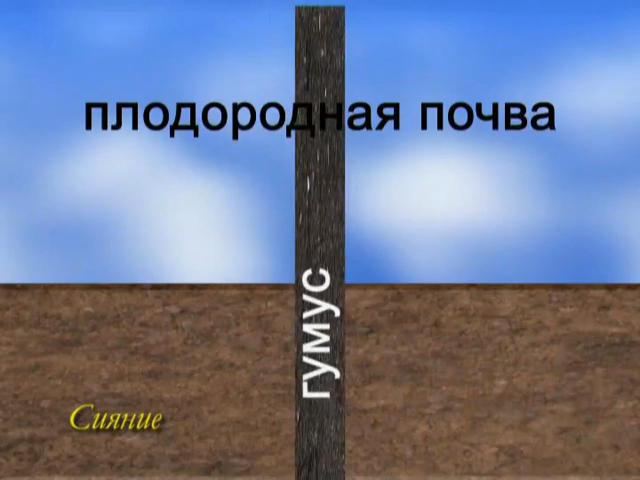 плодородная почва
гумус
Сияние